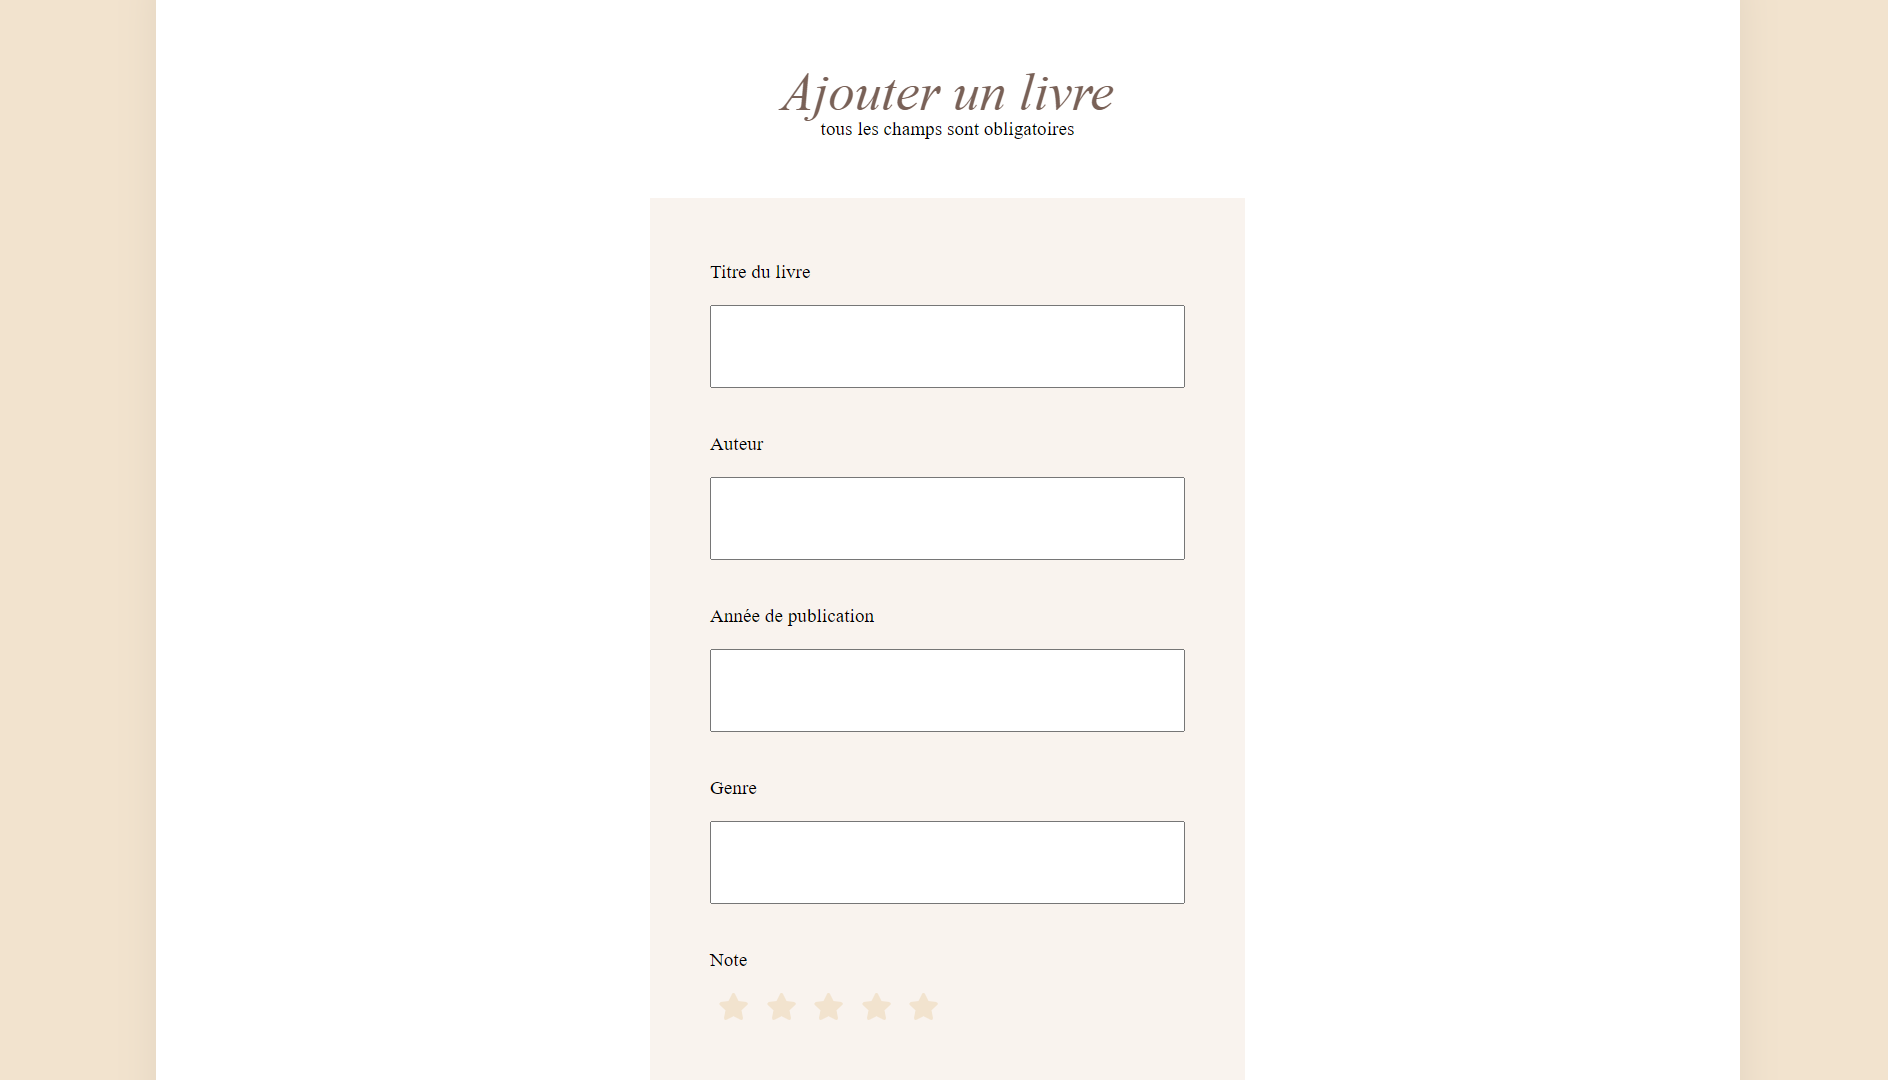 Ajouter un livre
tous les champs sont obligatoires
Titre du livre
Auteur
Année de publication
Genre
Note